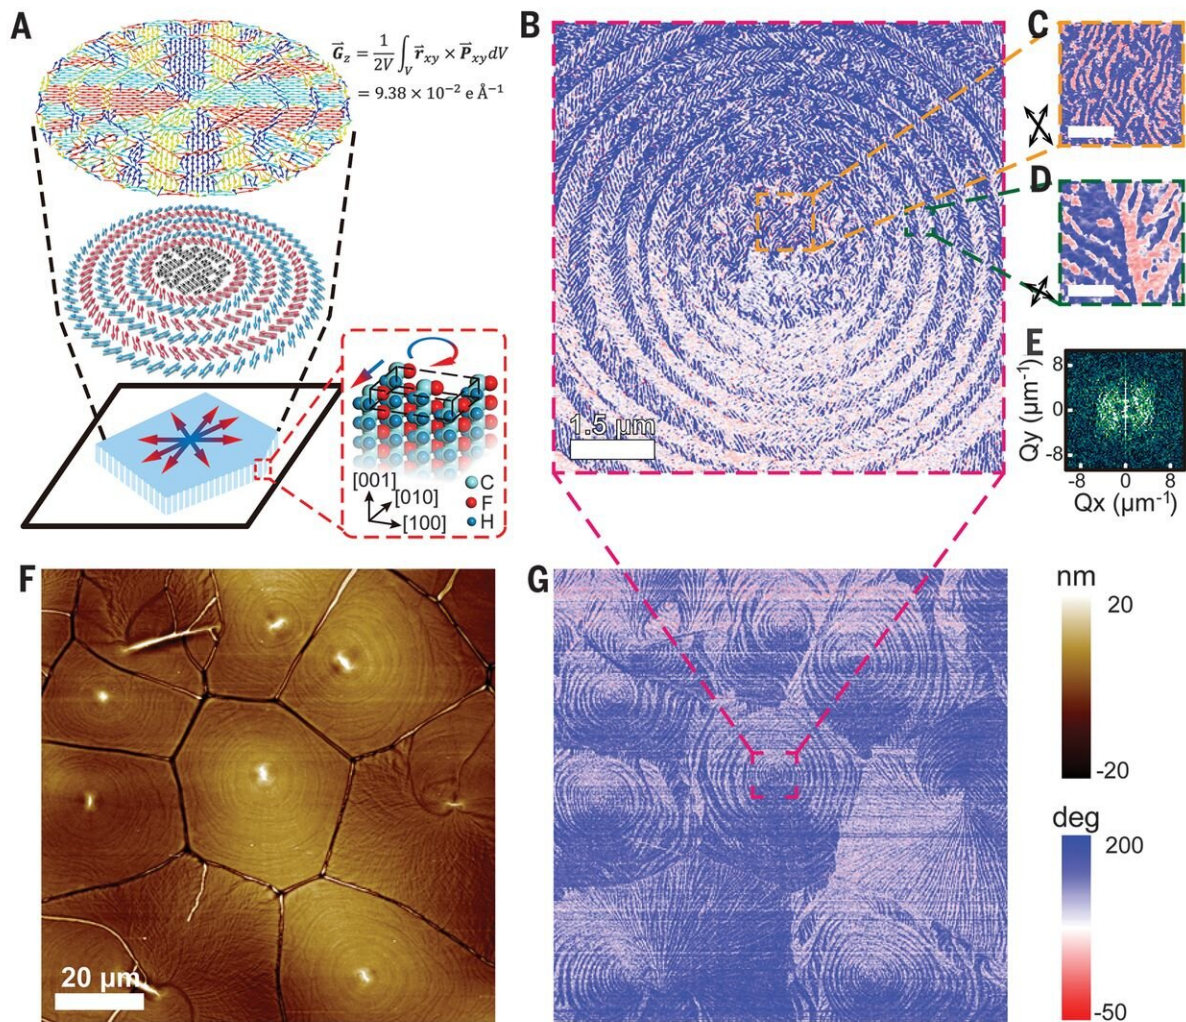 A
G⃗z = 1/2V ∫V r⃗xy × P⃗xy dV
= 9.38 × 10⁻² e Å⁻¹
[001]
[010]
[100]
C
F
H
B
1.5 µm
C
D
E
Qy (µm⁻¹)
8
0
-8
-8 0 8
Qx (µm⁻¹)
F
20 µm
G
nm
20
-20
deg
200
-50